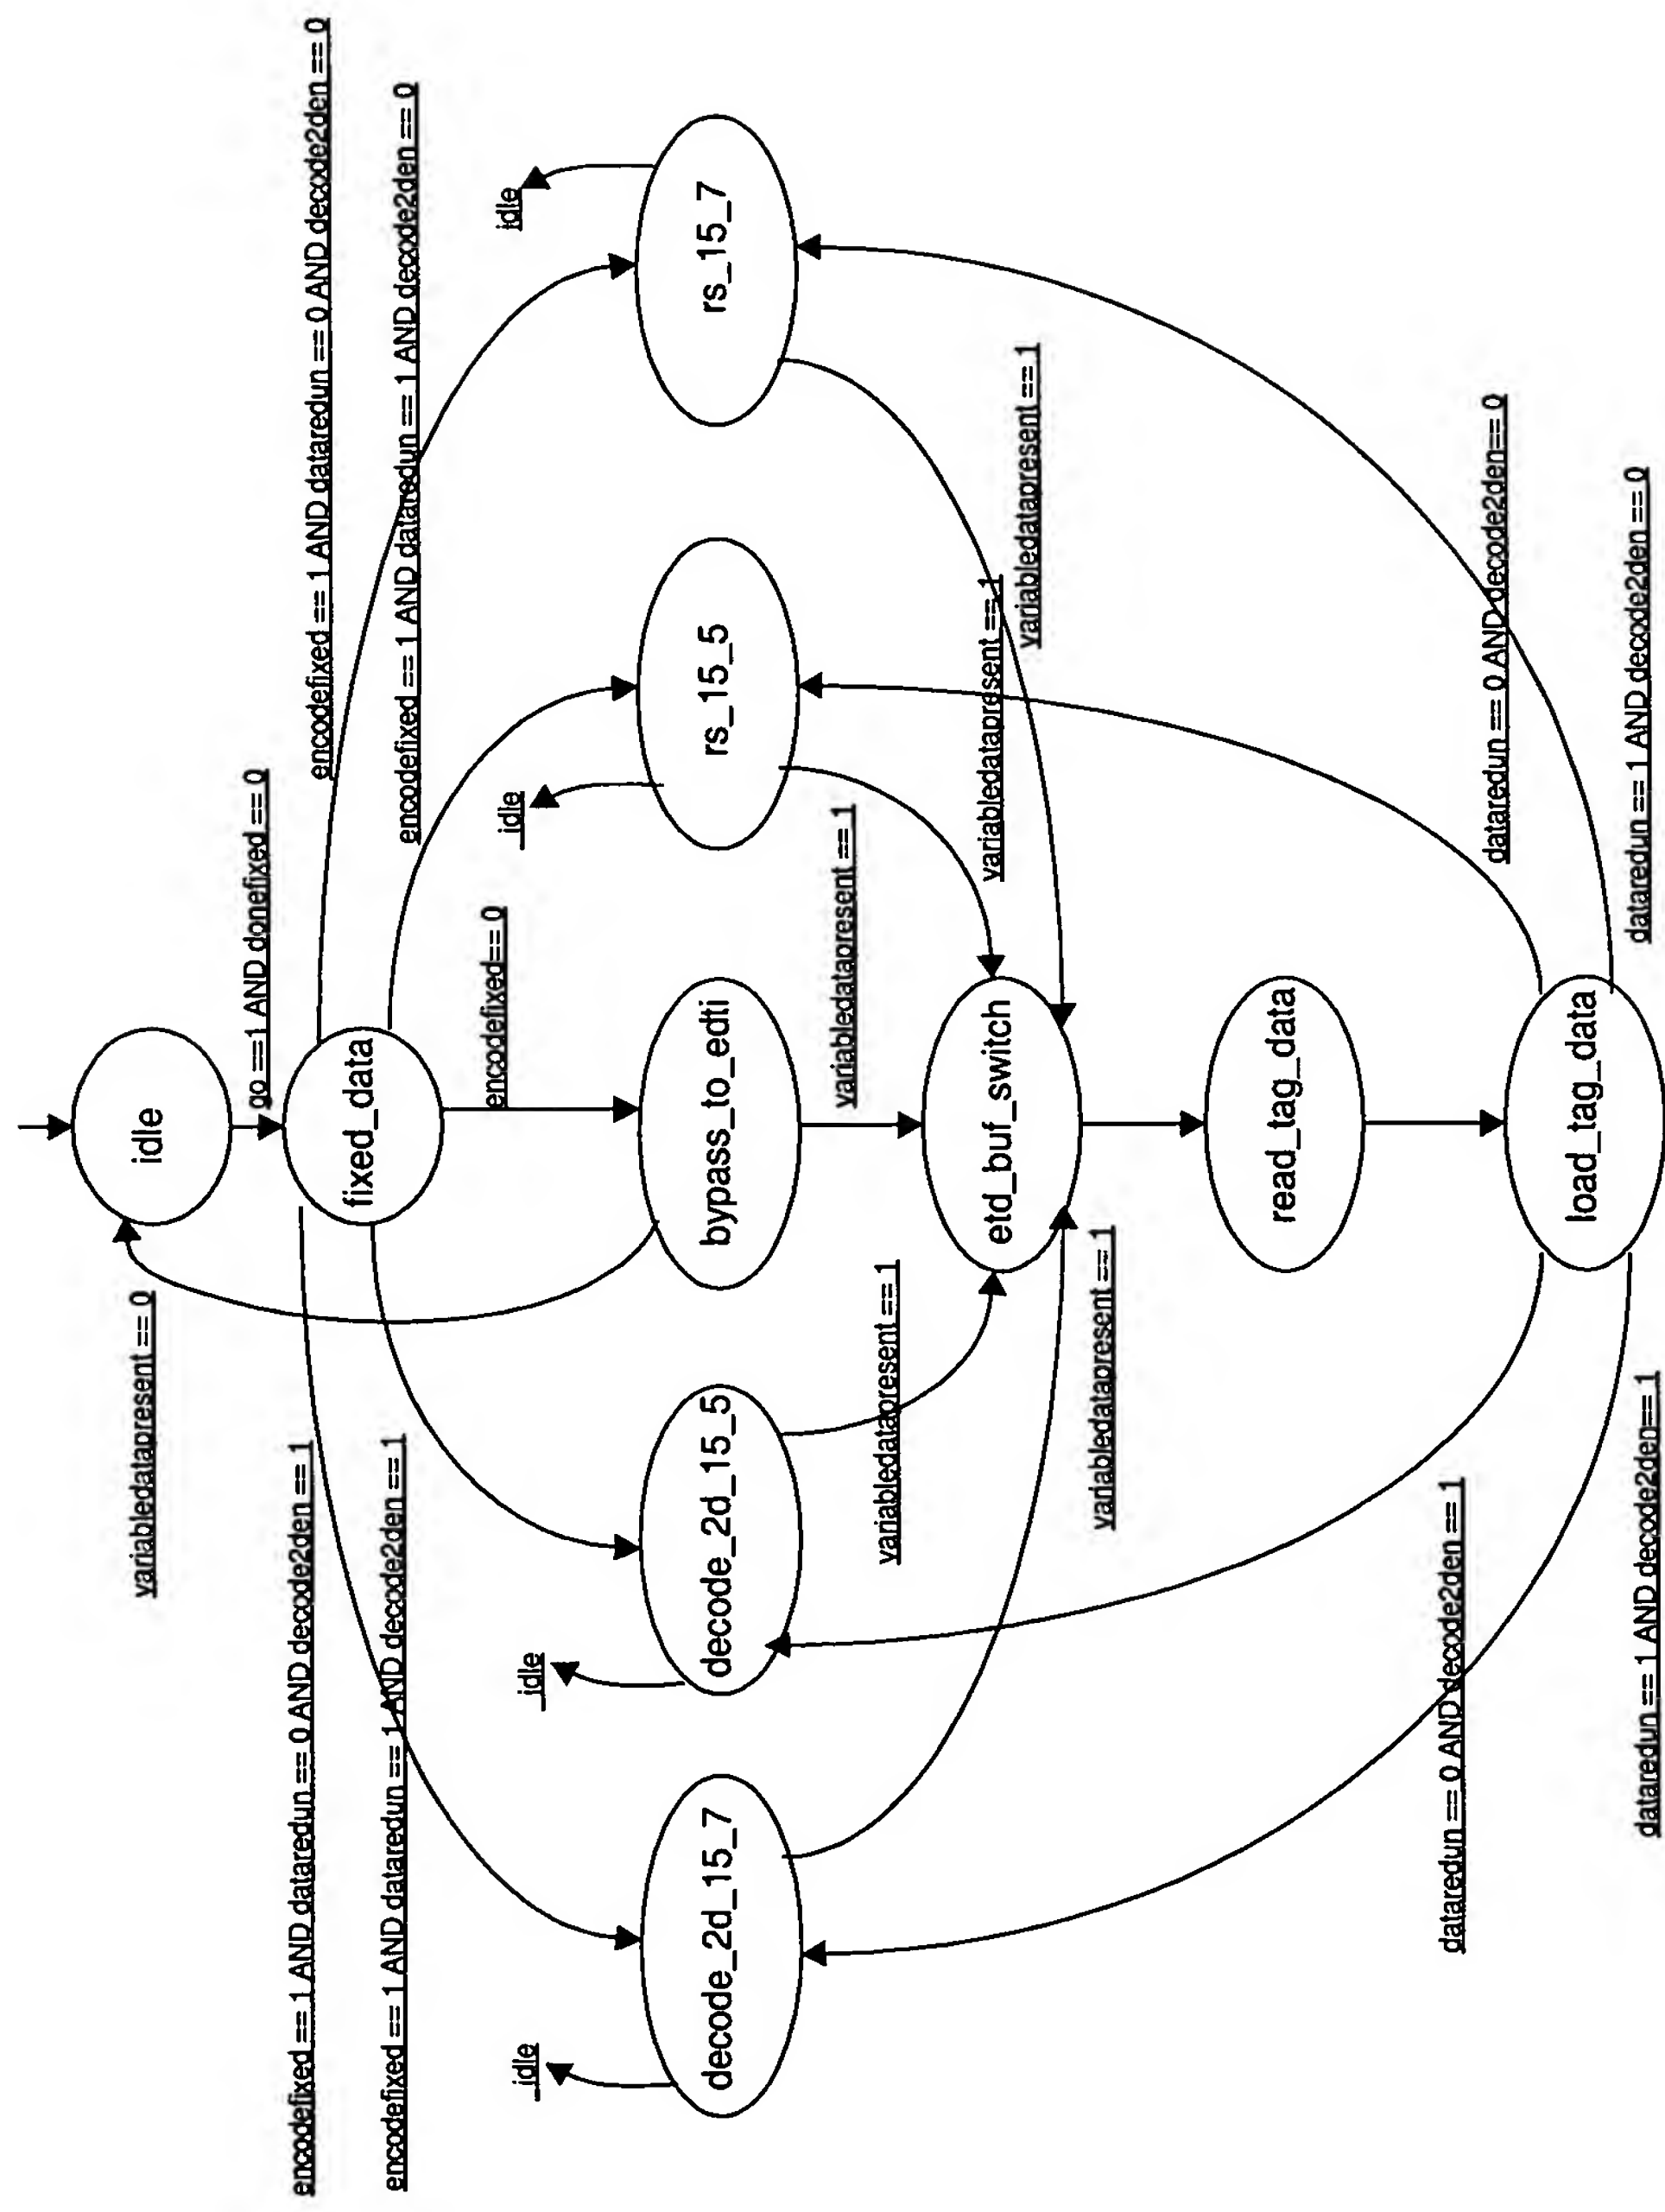 idle
go ==1 AND donefixed == 0
variabledatapresent == 0
fixed_data
encodefixed == 1 AND dataredun == 0 AND decode2den == 1
encodefixed == 1 AND dataredun == 0 AND decode2den == 0
encodefixed == 1 AND dataredun == 1 AND decode2den == 1
encodefixed == 1 AND dataredun == 1 AND decode2den == 0
encodefixed== 0
idle
idle
idle
idle
decode_2d_15_7
decode_2d_15_5
bypass_to_edti
rs_15_5
rs_15_7
variabledatapresent == 1
variabledatapresent == 1
variabledatapresent == 1
variabledatapresent == 1
variabledatapresent == 1
etd_buf_switch
read_tag_data
dataredun == 0 AND decode2den == 1
dataredun == 0 AND decode2den== 0
load_tag_data
dataredun == 1 AND decode2den== 1
dataredun == 1 AND decode2den == 0